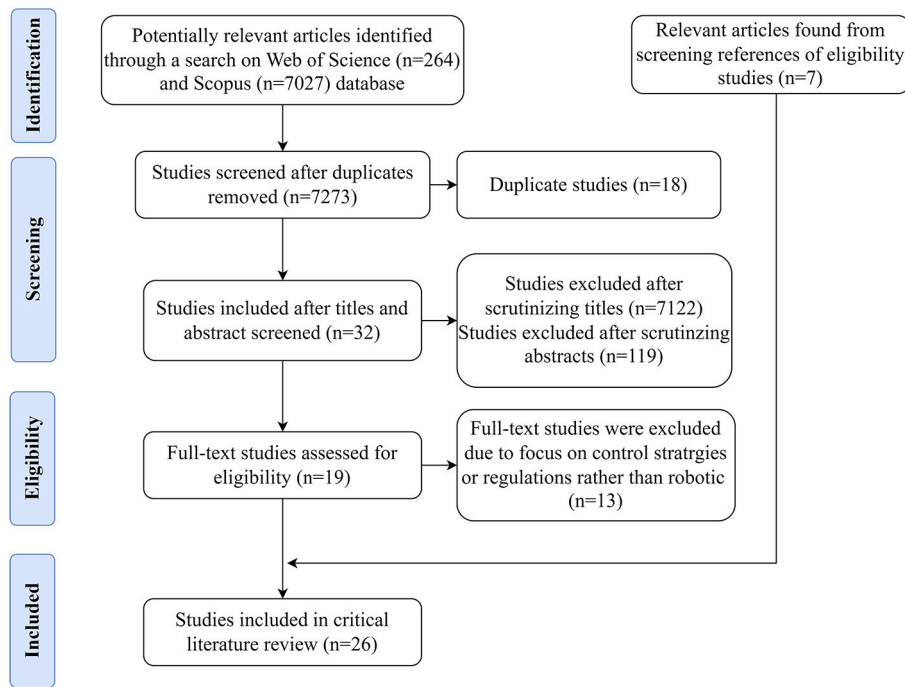 Identification
Potentially relevant articles identified
through a search on Web of Science (n=264)
and Scopus (n=7027) database
Relevant articles found from
screening references of eligibility
studies (n=7)
Screening
Studies screened after duplicates
removed (n=7273)
Duplicate studies (n=18)
Studies included after titles and
abstract screened (n=32)
Studies excluded after
scrutinizing titles (n=7122)
Studies excluded after scrutinzing
abstracts (n=119)
Eligibility
Full-text studies assessed for
eligibility (n=19)
Full-text studies were excluded
due to focus on control stratrgies
or regulations rather than robotic
(n=13)
Included
Studies included in critical
literature review (n=26)